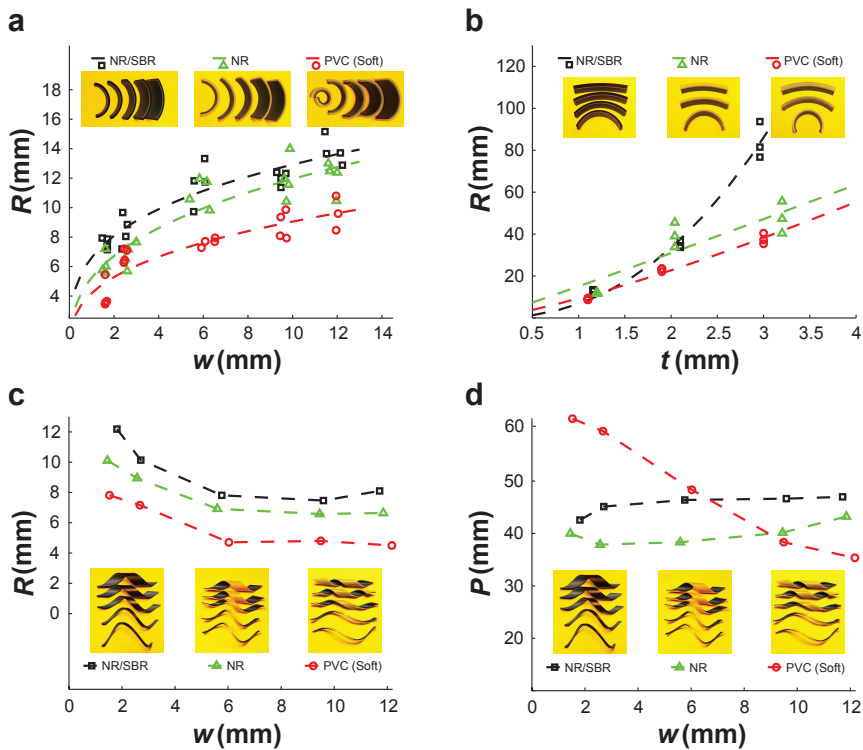 a
NR/SBR NR PVC (Soft)
18
16
14
12
10
8
6
4
2
R (mm)
0 2 4 6 8 10 12 14
w (mm)
b
NR/SBR NR PVC (Soft)
120
100
80
60
40
20
R (mm)
0.5 1 1.5 2 2.5 3 3.5 4
t (mm)
c
12
10
8
6
4
2
0
R (mm)
NR/SBR NR PVC (Soft)
0 2 4 6 8 10 12
w (mm)
d
60
50
40
30
20
10
P (mm)
NR/SBR NR PVC (Soft)
0 2 4 6 8 10 12
w (mm)